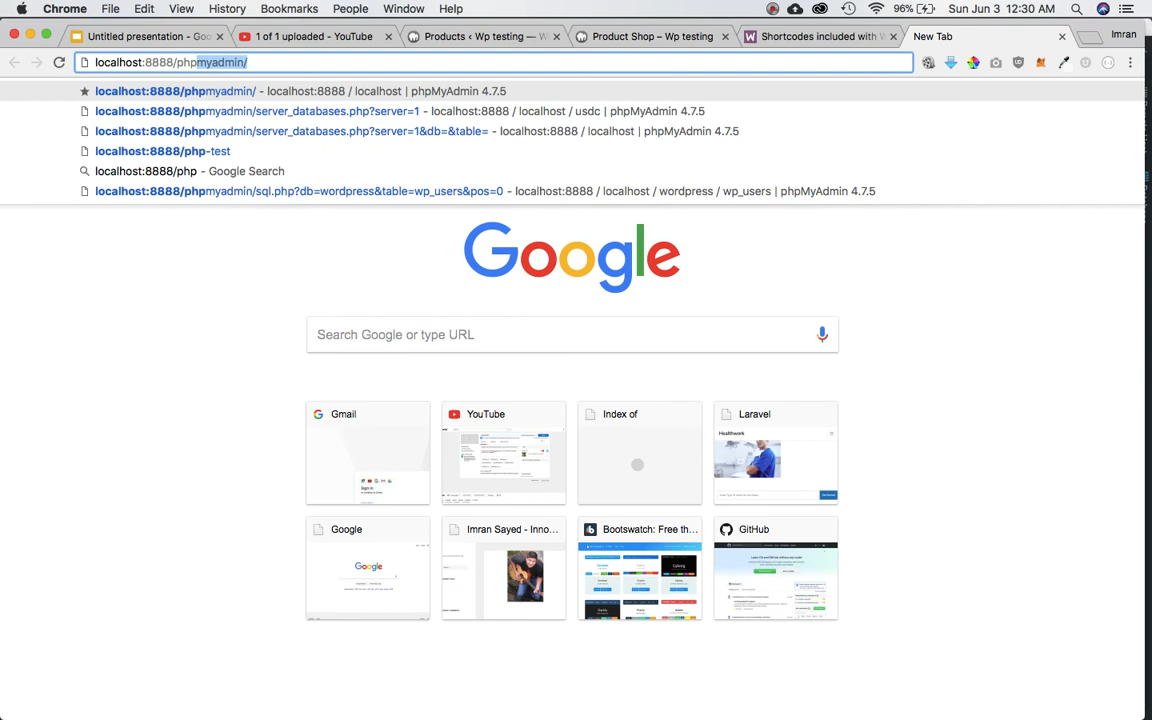 Chrome File Edit View History Bookmarks People Window Help 96% Sun Jun 3 12:30 AM
Untitled presentation - Goo 1 of 1 uploaded - YouTube Products ‹ Wp testing — W Product Shop – Wp testing Shortcodes included with W New Tab Imran
localhost:8888/phpmyadmin/
localhost:8888/phpmyadmin/ - localhost:8888 / localhost | phpMyAdmin 4.7.5
localhost:8888/phpmyadmin/server_databases.php?server=1 - localhost:8888 / localhost / usdc | phpMyAdmin 4.7.5
localhost:8888/phpmyadmin/server_databases.php?server=1&db=&table= - localhost:8888 / localhost | phpMyAdmin 4.7.5
localhost:8888/php-test
localhost:8888/php - Google Search
localhost:8888/phpmyadmin/sql.php?db=wordpress&table=wp_users&pos=0 - localhost:8888 / localhost / wordpress / wp_users | phpMyAdmin 4.7.5
Google
Search Google or type URL
Gmail YouTube Index of Laravel
Healthwork
Sign in
Google Imran Sayed - Inno... Bootswatch: Free th... GitHub
Google